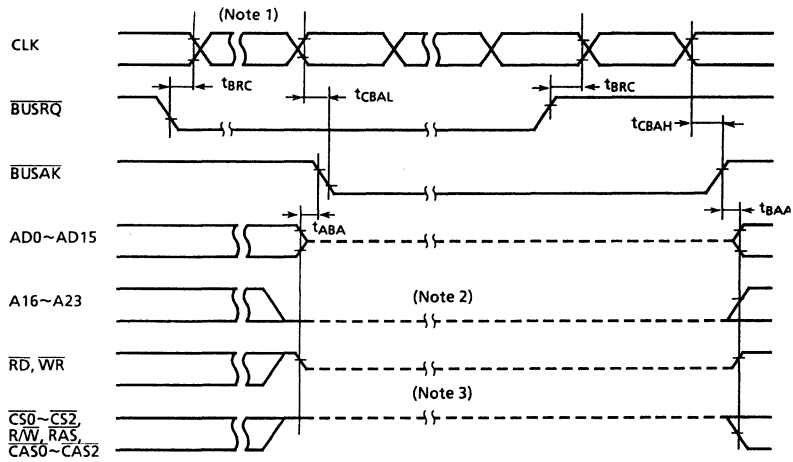 (Note 1)
CLK
tBRC
tCBAL
tBRC
BUSRQ
tCBAH
BUSAK
tABA
tBAA
AD0~AD15
A16~A23
(Note 2)
RD, WR
(Note 3)
CS0~CS2,
R/W, RAS,
CAS0~CAS2